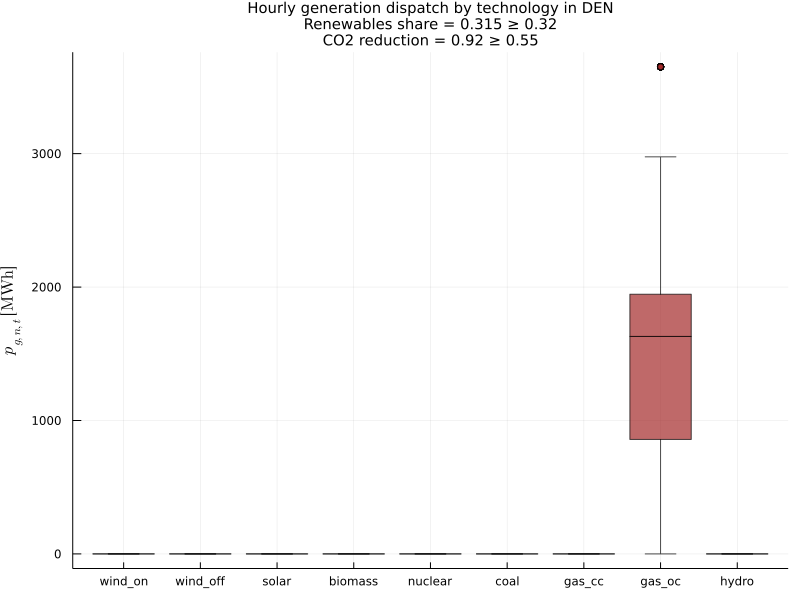 Hourly generation dispatch by technology in DEN
Renewables share = 0.315 ≥ 0.32
CO2 reduction = 0.92 ≥ 0.55
p_{g,n,t} [MWh]
3000
2000
1000
0
wind_on wind_off solar biomass nuclear coal gas_cc gas_oc hydro